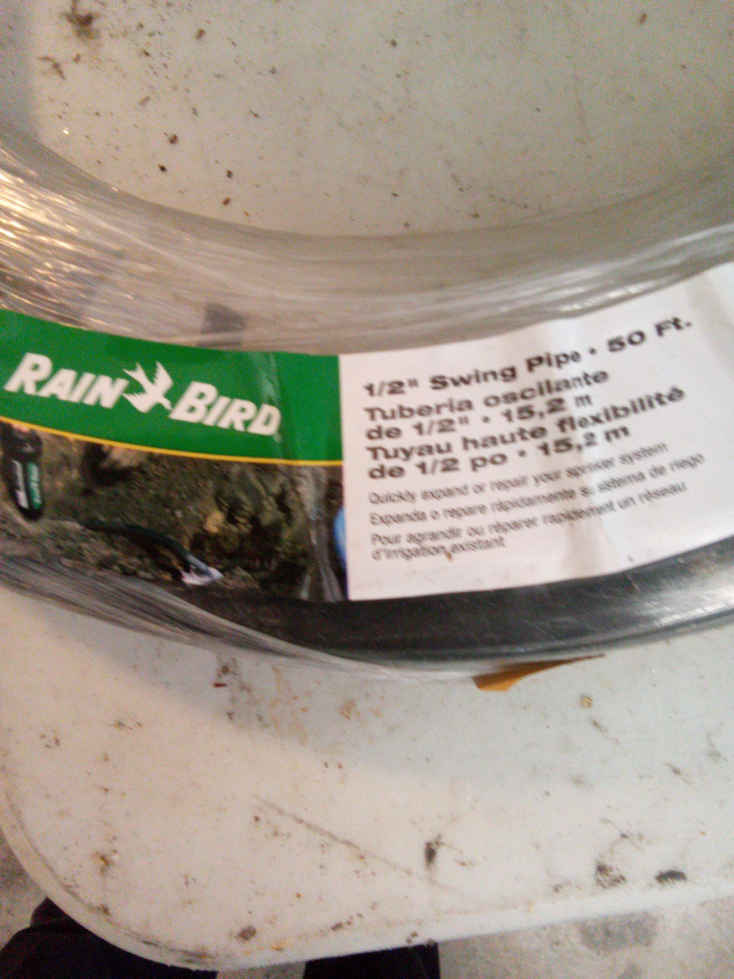 RAIN BIRD
1/2" Swing Pipe • 50 Ft.
Tuberia oscilante
de 1/2" • 15,2 m
Tuyau haute flexibilité
de 1/2 po • 15,2 m
Quickly expand or repair your sprinker system
Expanda o repare rápidamente su sistema de riego
Pour agrandir ou réparer rapidement un réseau
d'irrigation existant